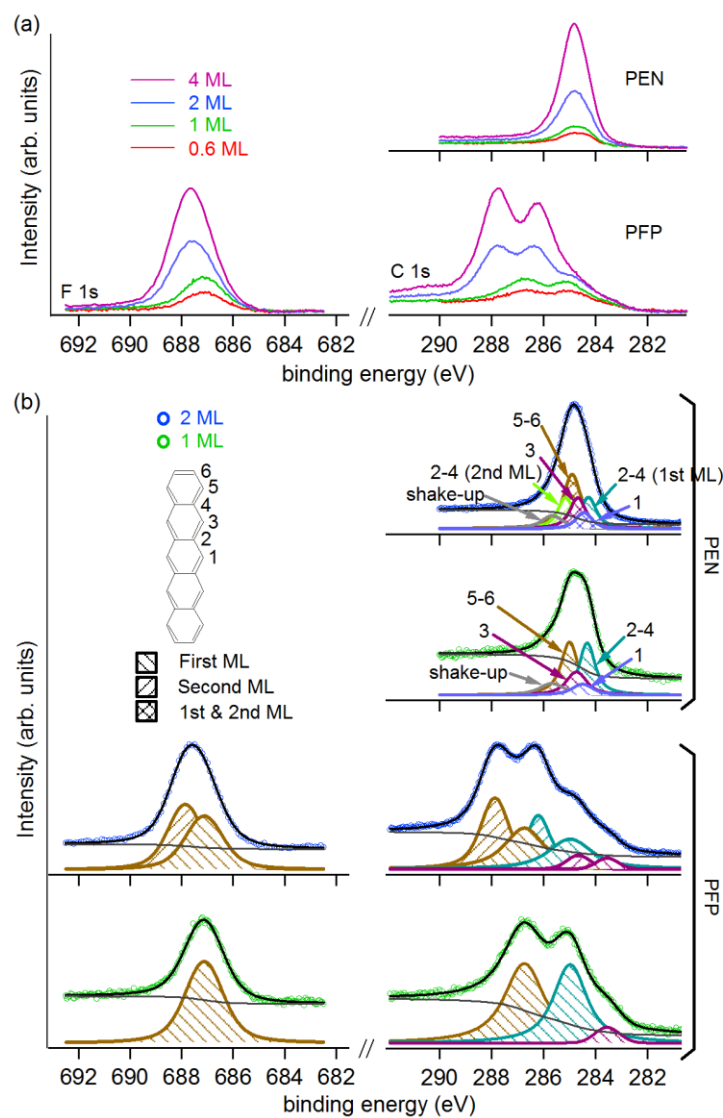 (a)
Intensity (arb. units)
4 ML
2 ML
1 ML
0.6 ML
PEN
PFP
F 1s
C 1s
692 690 688 686 684 682 // 290 288 286 284 282
binding energy (eV)
(b)
Intensity (arb. units)
2 ML
1 ML
6
5
4
3
2
1
First ML
Second ML
1st & 2nd ML
5-6
3
2-4 (2nd ML)
2-4 (1st ML)
shake-up
1
PEN
5-6
3
2-4
shake-up
1
PFP
692 690 688 686 684 682 // 290 288 286 284 282
binding energy (eV)